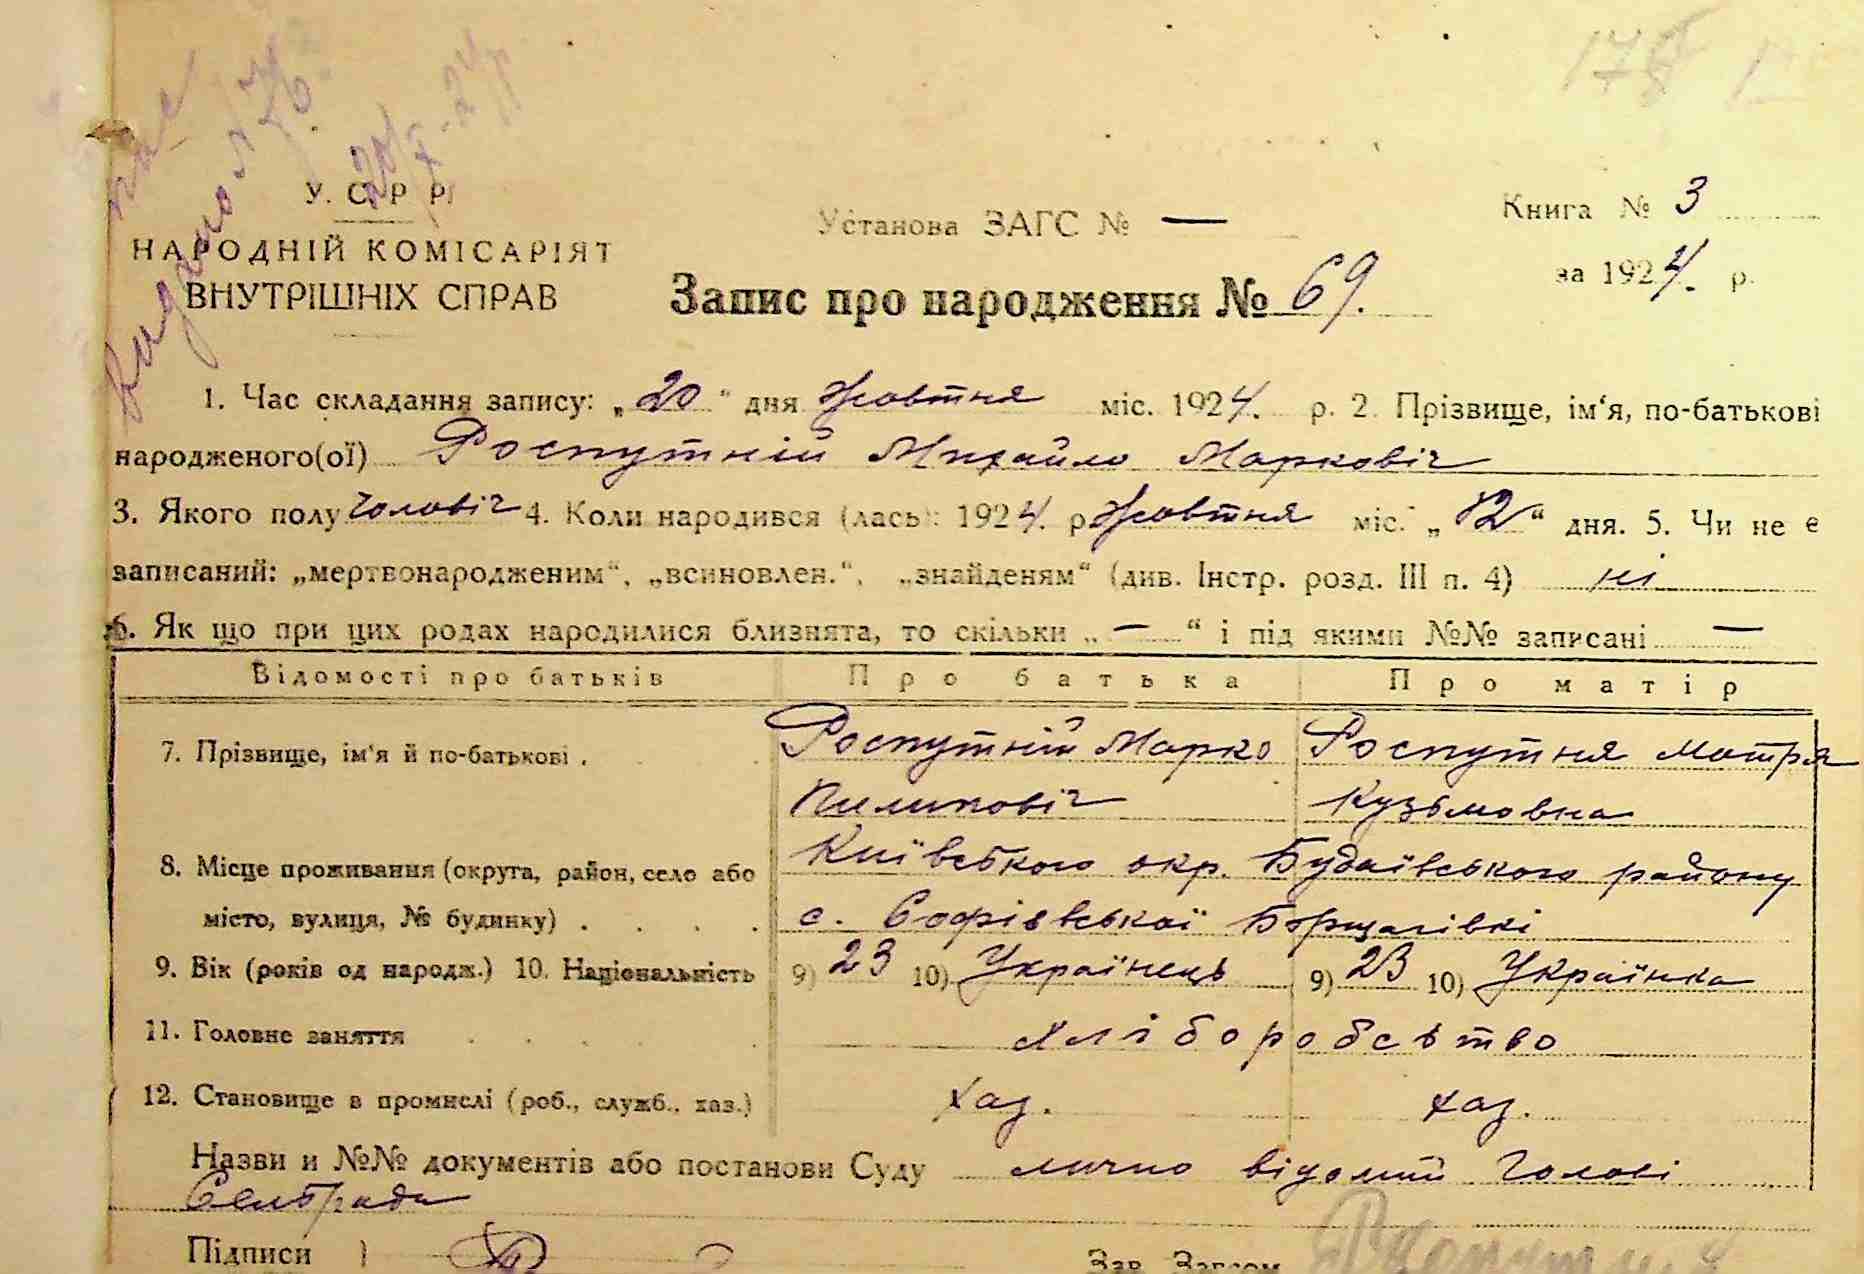 178
У. С. Р Р.
НАРОДНІЙ КОМІСАРІЯТ
ВНУТРІШНІХ СПРАВ
Установа ЗАГС № —
Книга № 3
за 1924. р.
Запис про народження № 69.
1. Час складання запису: „20" дня Жовтня міс. 1924. р. 2. Прізвище, ім'я, по-батькові
народженого(ої) Роспутній Михайло Марковіч
3. Якого полу Чоловіч 4. Коли народився (лась): 1924. р Жовтня міс. „12" дня. 5. Чи не є
записаний: „мертвонародженим", „всиновлен.", „знайденям" (див. Інстр. розд. III п. 4) ні
6. Як що при цих родах народилися близнята, то скільки „—" і під якими №№ записані —
Відомості про батьків Про батька Про матір
7. Прізвище, ім'я й по-батькові . Роспутній Марко Роспутня Мотря
Пилиповіч Кузьмовна
8. Місце проживання (округа, район, село або Київського окр. Будаївського району
місто, вулиця, № будинку) . . . . с. Софіївської Борщагівкі
9. Вік (років од народж.) 10. Національність 9) 23 10) Українець 9) 23 10) Українка
11. Головне заняття . . . . хліборобство
12. Становище в промислі (роб., служб., хаз.) хаз. хаз.
Назви и №№ документів або постанови Суду лично відомий Голові
Сельради
Підписи
Зав. Загсом